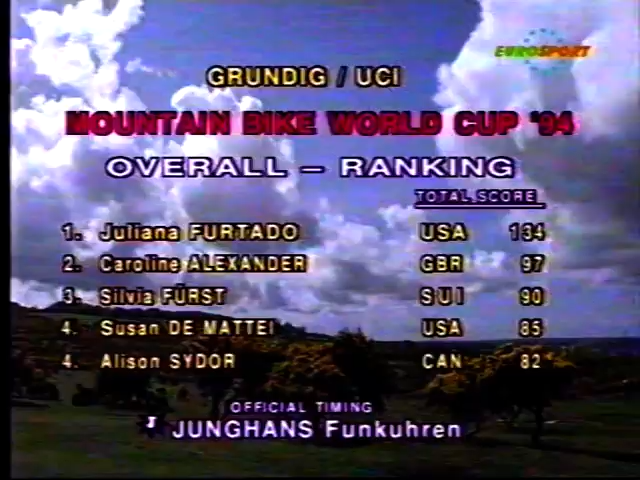 EUROSPORT
GRUNDIG / UCI
MOUNTAIN BIKE WORLD CUP '94
OVERALL – RANKING
TOTAL SCORE
1. Juliana FURTADO USA 134
2. Caroline ALEXANDER GBR 97
3. Silvia FÜRST SUI 90
4. Susan DE MATTEI USA 85
4. Alison SYDOR CAN 82
OFFICIAL TIMING
JUNGHANS Funkuhren